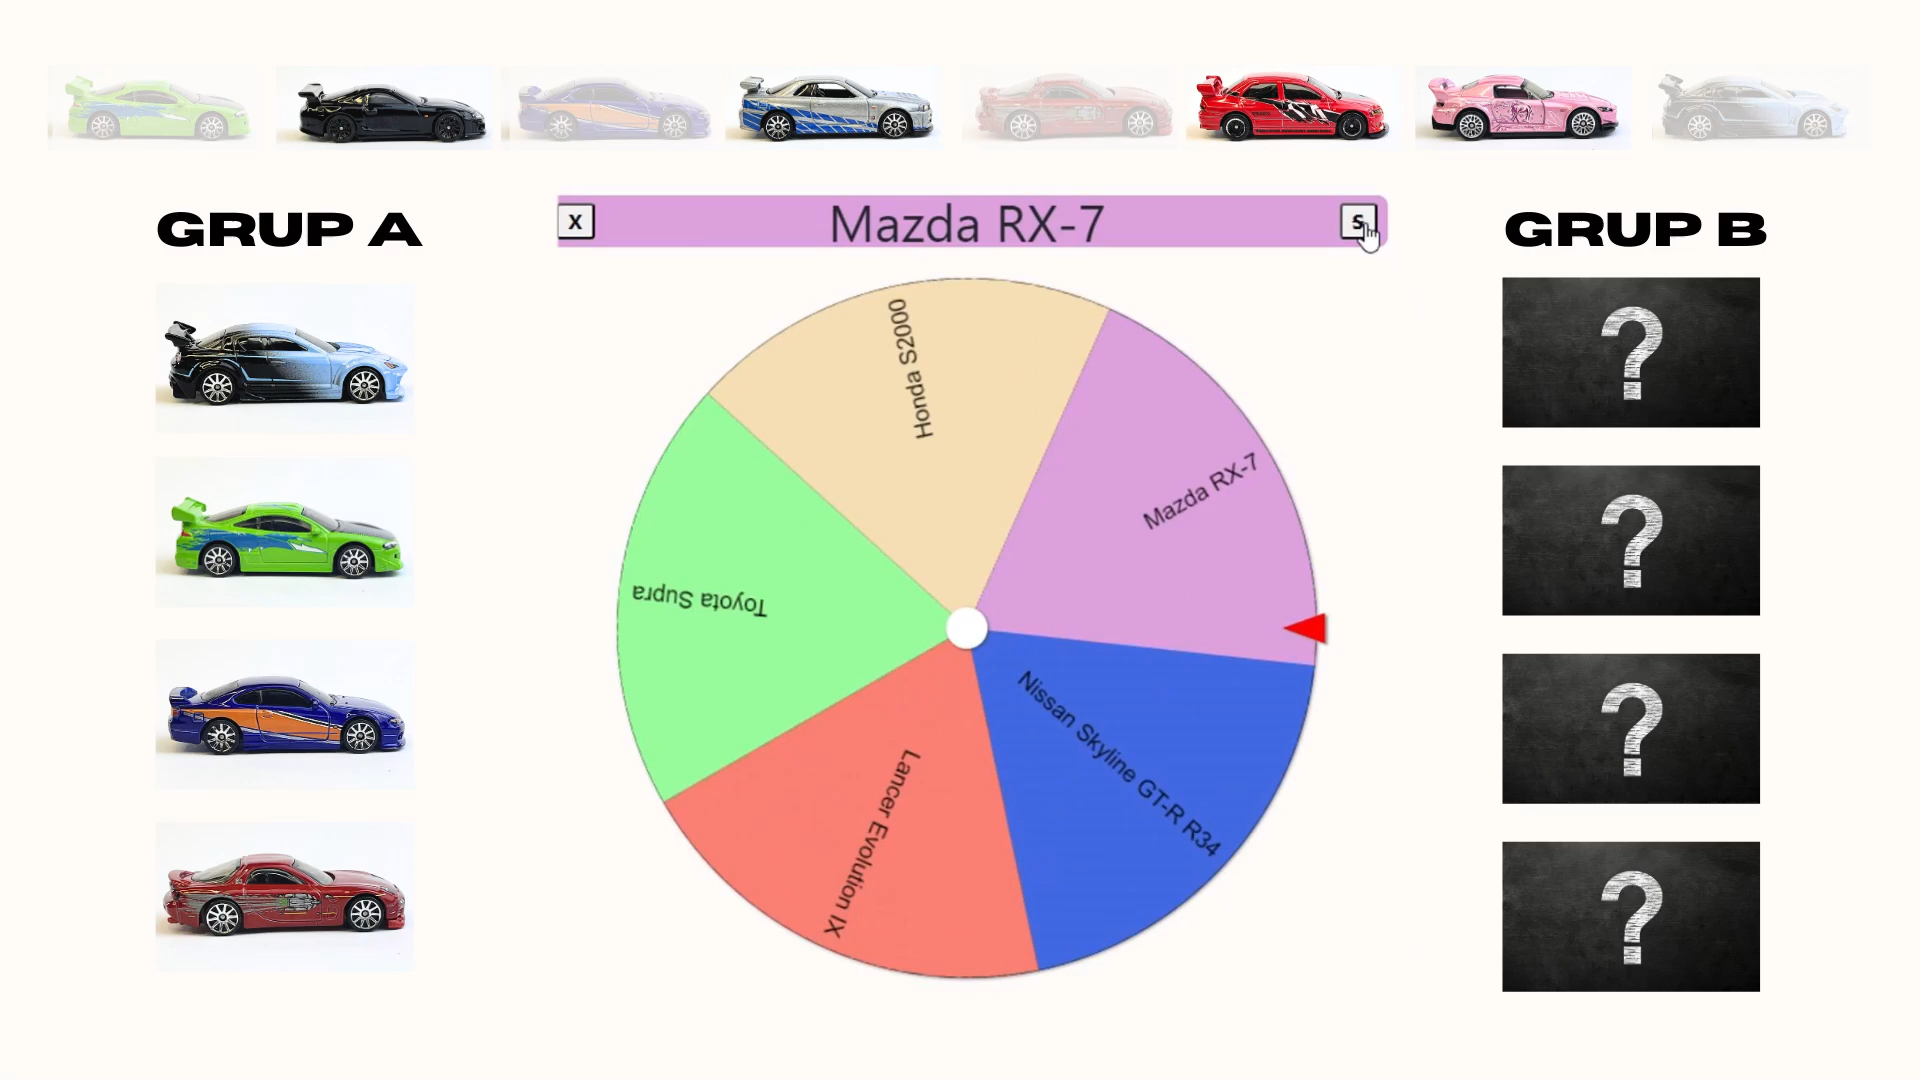 GRUP A
X
Mazda RX-7
S
GRUP B
Honda S2000
Mazda RX-7
Toyota Supra
Nissan Skyline GT-R R34
Lancer Evolution IX
?
?
?
?